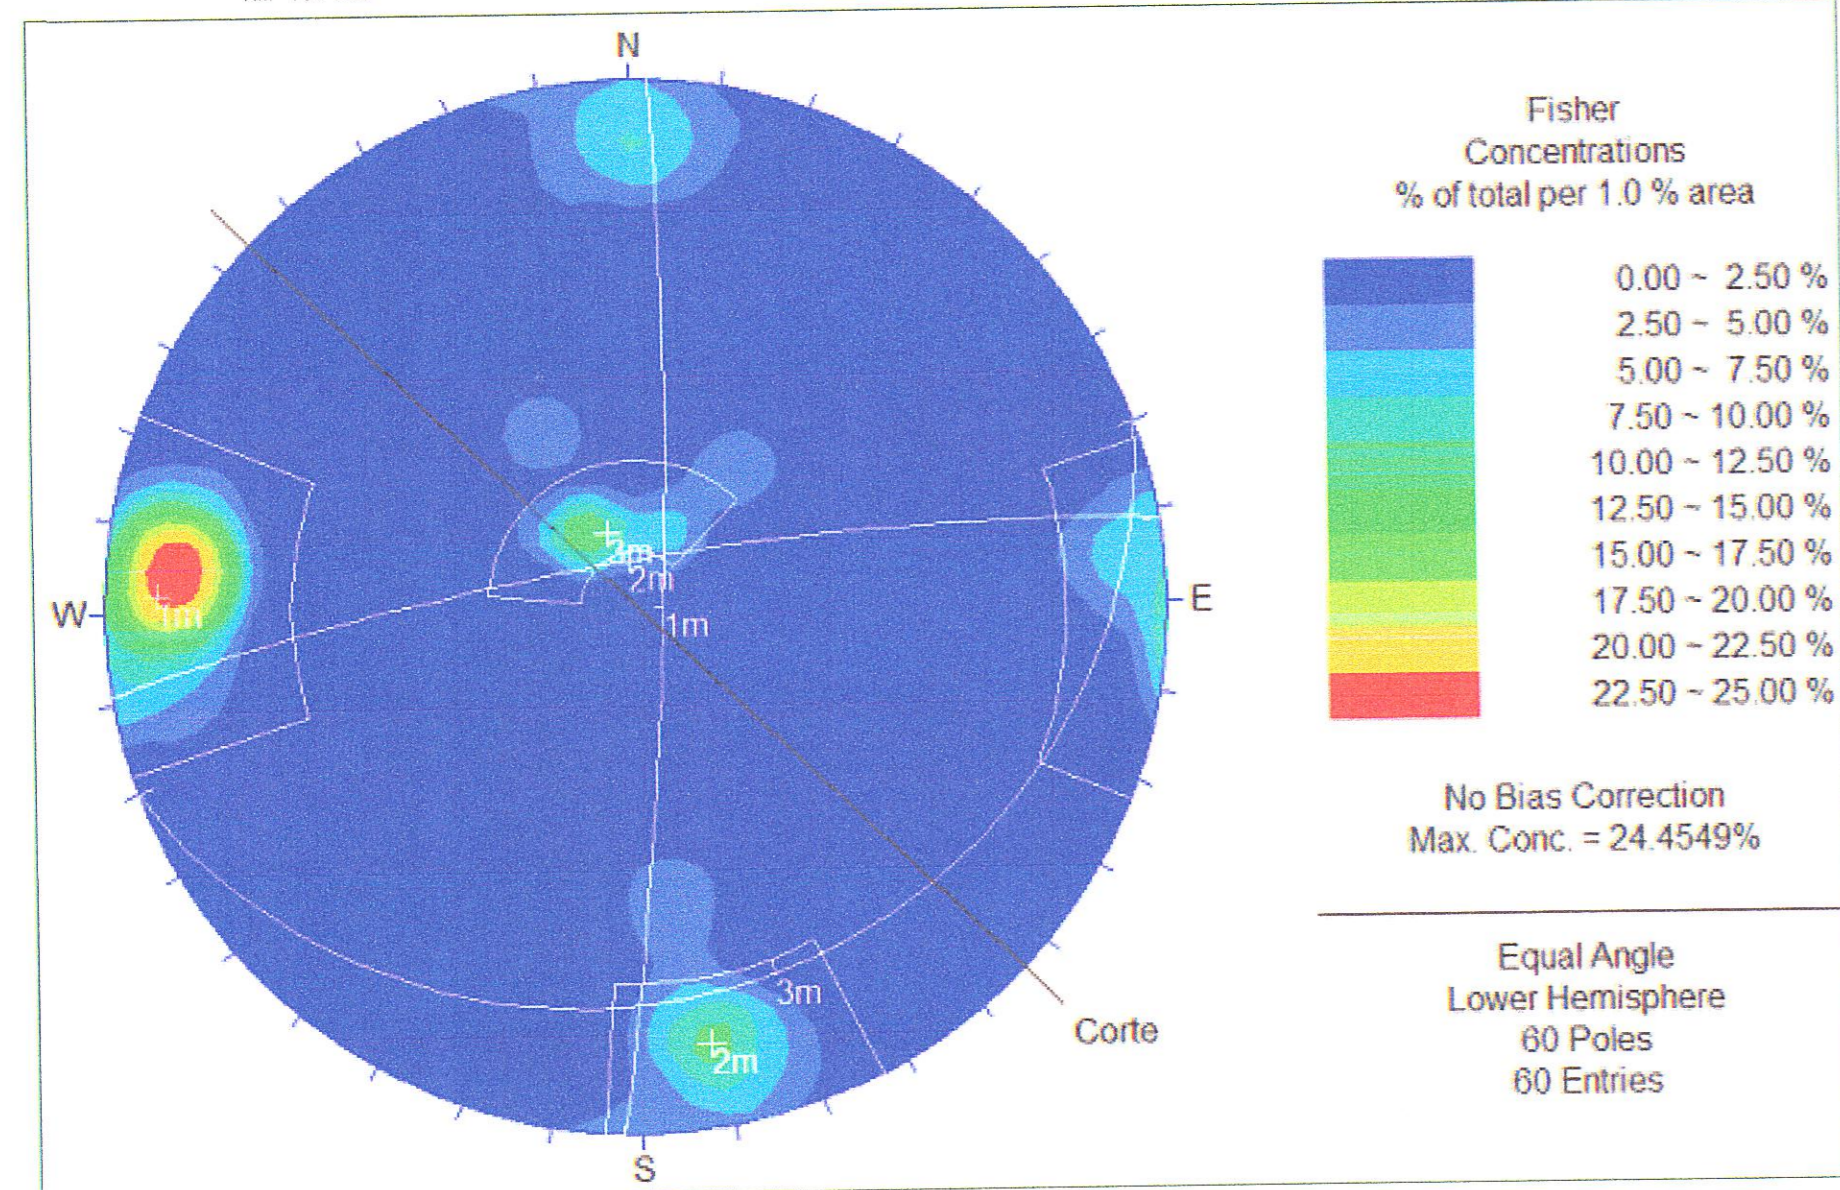 N
W
E
S
3m
2m
1m
1m
3m
2m
Corte
Fisher
Concentrations
% of total per 1.0 % area
0.00 ~ 2.50 %
2.50 ~ 5.00 %
5.00 ~ 7.50 %
7.50 ~ 10.00 %
10.00 ~ 12.50 %
12.50 ~ 15.00 %
15.00 ~ 17.50 %
17.50 ~ 20.00 %
20.00 ~ 22.50 %
22.50 ~ 25.00 %
No Bias Correction
Max. Conc. = 24.4549%
Equal Angle
Lower Hemisphere
60 Poles
60 Entries